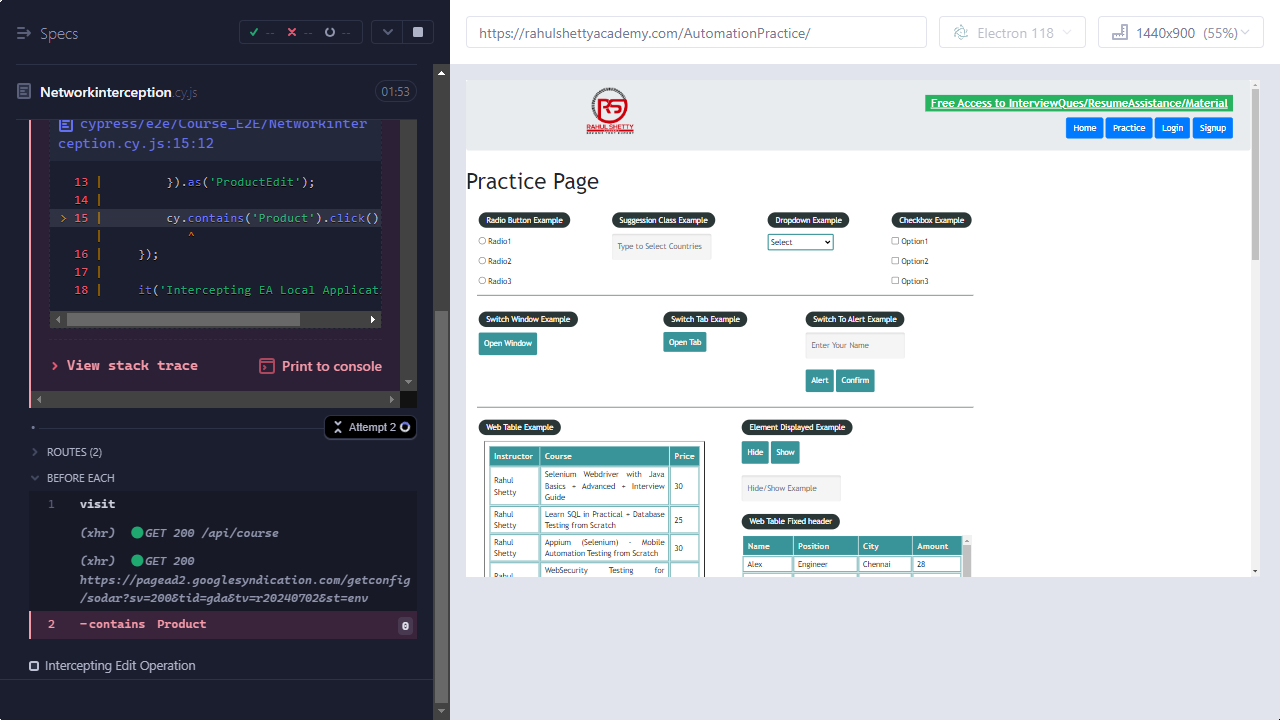 Specs
-- -- --
Networkinterception.cy.js 01:53
cypress/e2e/Course_E2E/Networkinter
ception.cy.js:15:12
13 | }).as('ProductEdit');
14 |
> 15 | cy.contains('Product').click()
| ^
16 | });
17 |
18 | it('Intercepting EA Local Applicati
> View stack trace Print to console
Attempt 2
ROUTES (2)
BEFORE EACH
1 visit
(xhr) GET 200 /api/course
(xhr) GET 200
https://pagead2.googlesyndication.com/getconfig
/sodar?sv=200&tid=gda&tv=r20240702&st=env
2 -contains Product 0
Intercepting Edit Operation
https://rahulshettyacademy.com/AutomationPractice/ Electron 118 1440x900 (55%)
RS
RAHUL SHETTY
Free Access to InterviewQues/ResumeAssistance/Material
Home Practice Login Signup
Practice Page
Radio Button Example Suggession Class Example Dropdown Example Checkbox Example
Radio1 Type to Select Countries Select Option1
Radio2 Option2
Radio3 Option3
Switch Window Example Switch Tab Example Switch To Alert Example
Open Window Open Tab Enter Your Name
Alert Confirm
Web Table Example Element Displayed Example
Hide Show
Hide/Show Example
Web Table Fixed header
Instructor Course Price
Rahul Shetty Selenium Webdriver with Java Basics + Advanced + Interview Guide 30
Rahul Shetty Learn SQL in Practical + Database Testing from Scratch 25
Rahul Shetty Appium (Selenium) - Mobile Automation Testing from Scratch 30
Rahul WebSecurity Testing for
Name Position City Amount
Alex Engineer Chennai 28